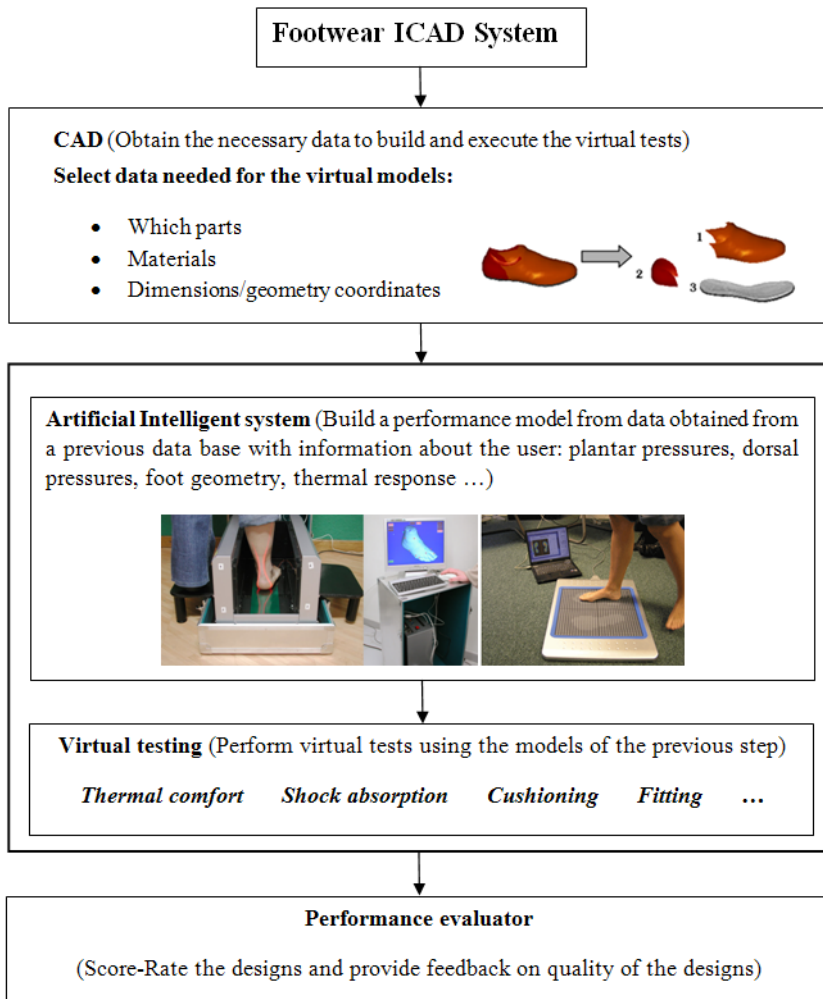 Footwear ICAD System
CAD (Obtain the necessary data to build and execute the virtual tests)
Select data needed for the virtual models:
• Which parts
• Materials
• Dimensions/geometry coordinates
1
2
3
Artificial Intelligent system (Build a performance model from data obtained from
a previous data base with information about the user: plantar pressures, dorsal
pressures, foot geometry, thermal response …)
Virtual testing (Perform virtual tests using the models of the previous step)
Thermal comfort Shock absorption Cushioning Fitting …
Performance evaluator
(Score-Rate the designs and provide feedback on quality of the designs)